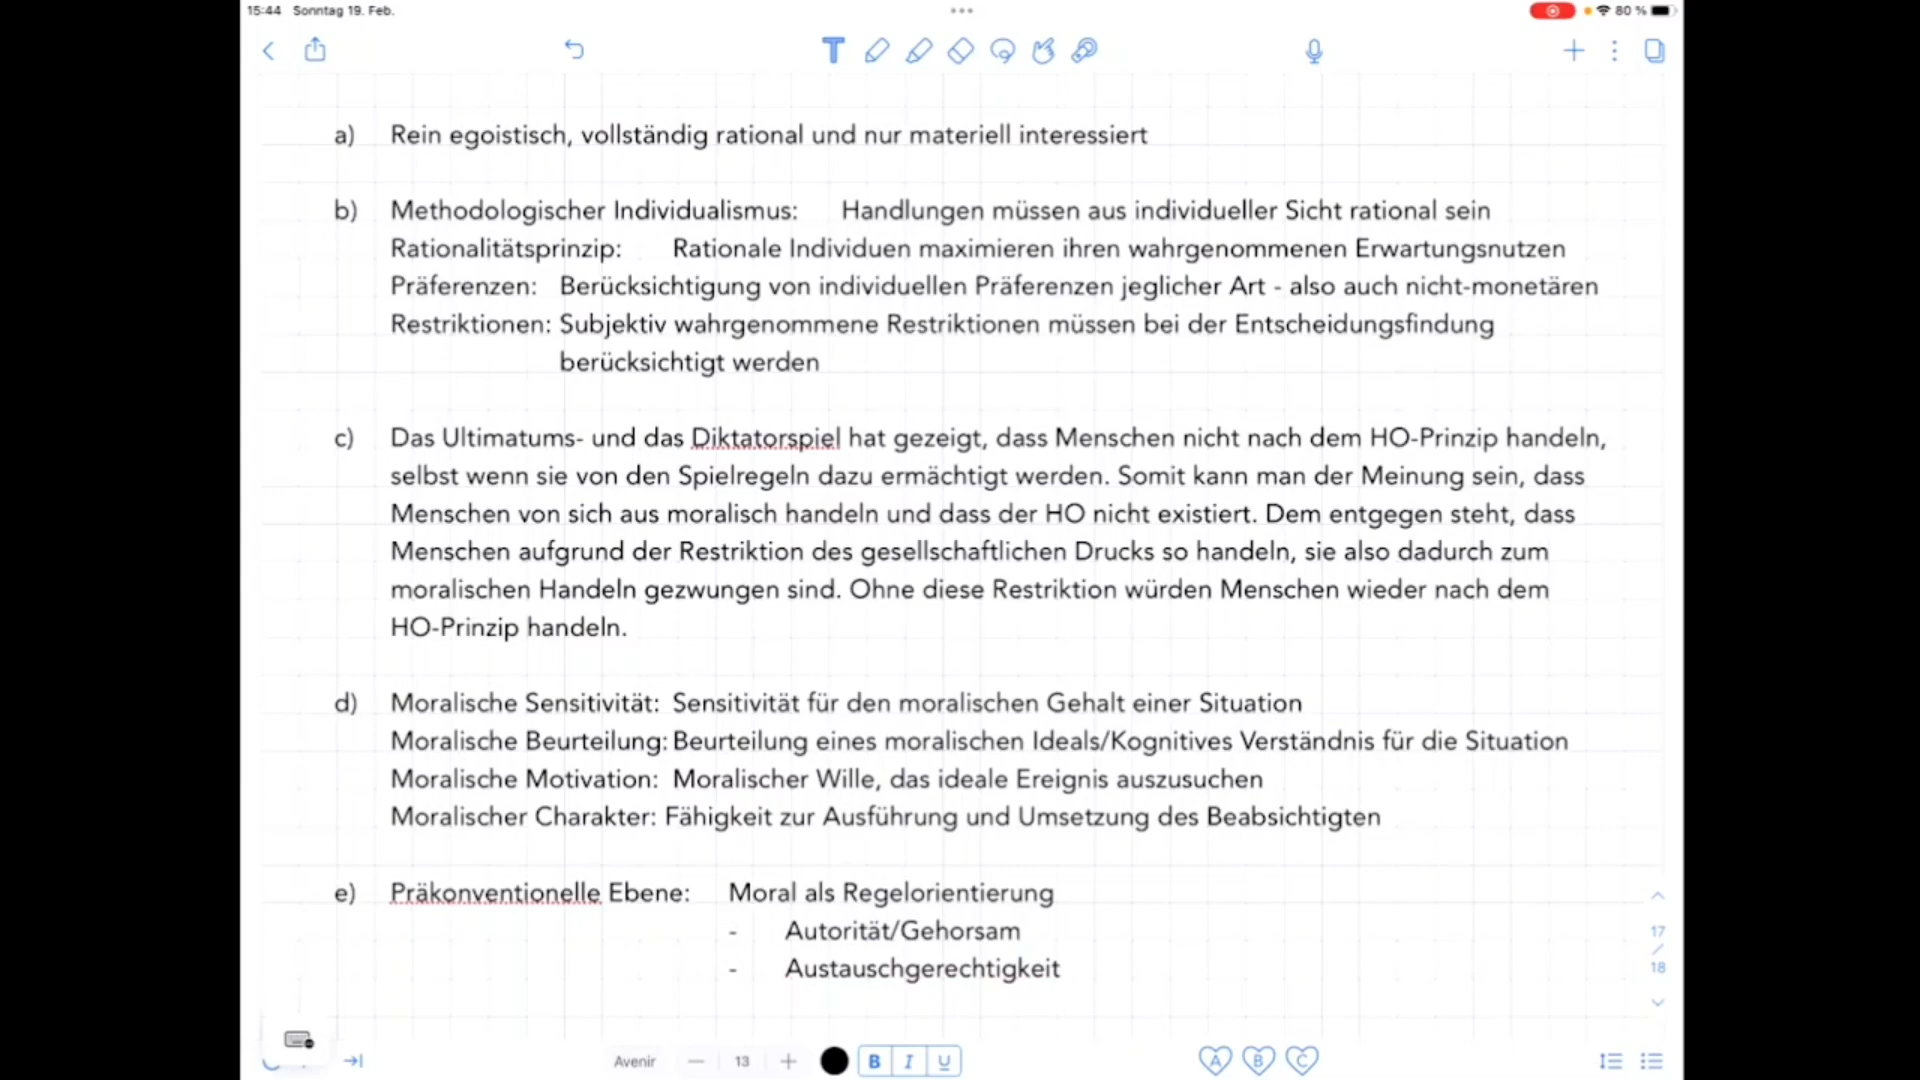 15:44 Sonntag 19. Feb.
80 %
a) Rein egoistisch, vollständig rational und nur materiell interessiert
b) Methodologischer Individualismus: Handlungen müssen aus individueller Sicht rational sein
Rationalitätsprinzip: Rationale Individuen maximieren ihren wahrgenommenen Erwartungsnutzen
Präferenzen: Berücksichtigung von individuellen Präferenzen jeglicher Art - also auch nicht-monetären
Restriktionen: Subjektiv wahrgenommene Restriktionen müssen bei der Entscheidungsfindung
berücksichtigt werden
c) Das Ultimatums- und das Diktatorspiel hat gezeigt, dass Menschen nicht nach dem HO-Prinzip handeln,
selbst wenn sie von den Spielregeln dazu ermächtigt werden. Somit kann man der Meinung sein, dass
Menschen von sich aus moralisch handeln und dass der HO nicht existiert. Dem entgegen steht, dass
Menschen aufgrund der Restriktion des gesellschaftlichen Drucks so handeln, sie also dadurch zum
moralischen Handeln gezwungen sind. Ohne diese Restriktion würden Menschen wieder nach dem
HO-Prinzip handeln.
d) Moralische Sensitivität: Sensitivität für den moralischen Gehalt einer Situation
Moralische Beurteilung: Beurteilung eines moralischen Ideals/Kognitives Verständnis für die Situation
Moralische Motivation: Moralischer Wille, das ideale Ereignis auszusuchen
Moralischer Charakter: Fähigkeit zur Ausführung und Umsetzung des Beabsichtigten
e) Präkonventionelle Ebene: Moral als Regelorientierung
- Autorität/Gehorsam
- Austauschgerechtigkeit
17
/
18
Avenir — 13 + B I U
A B C